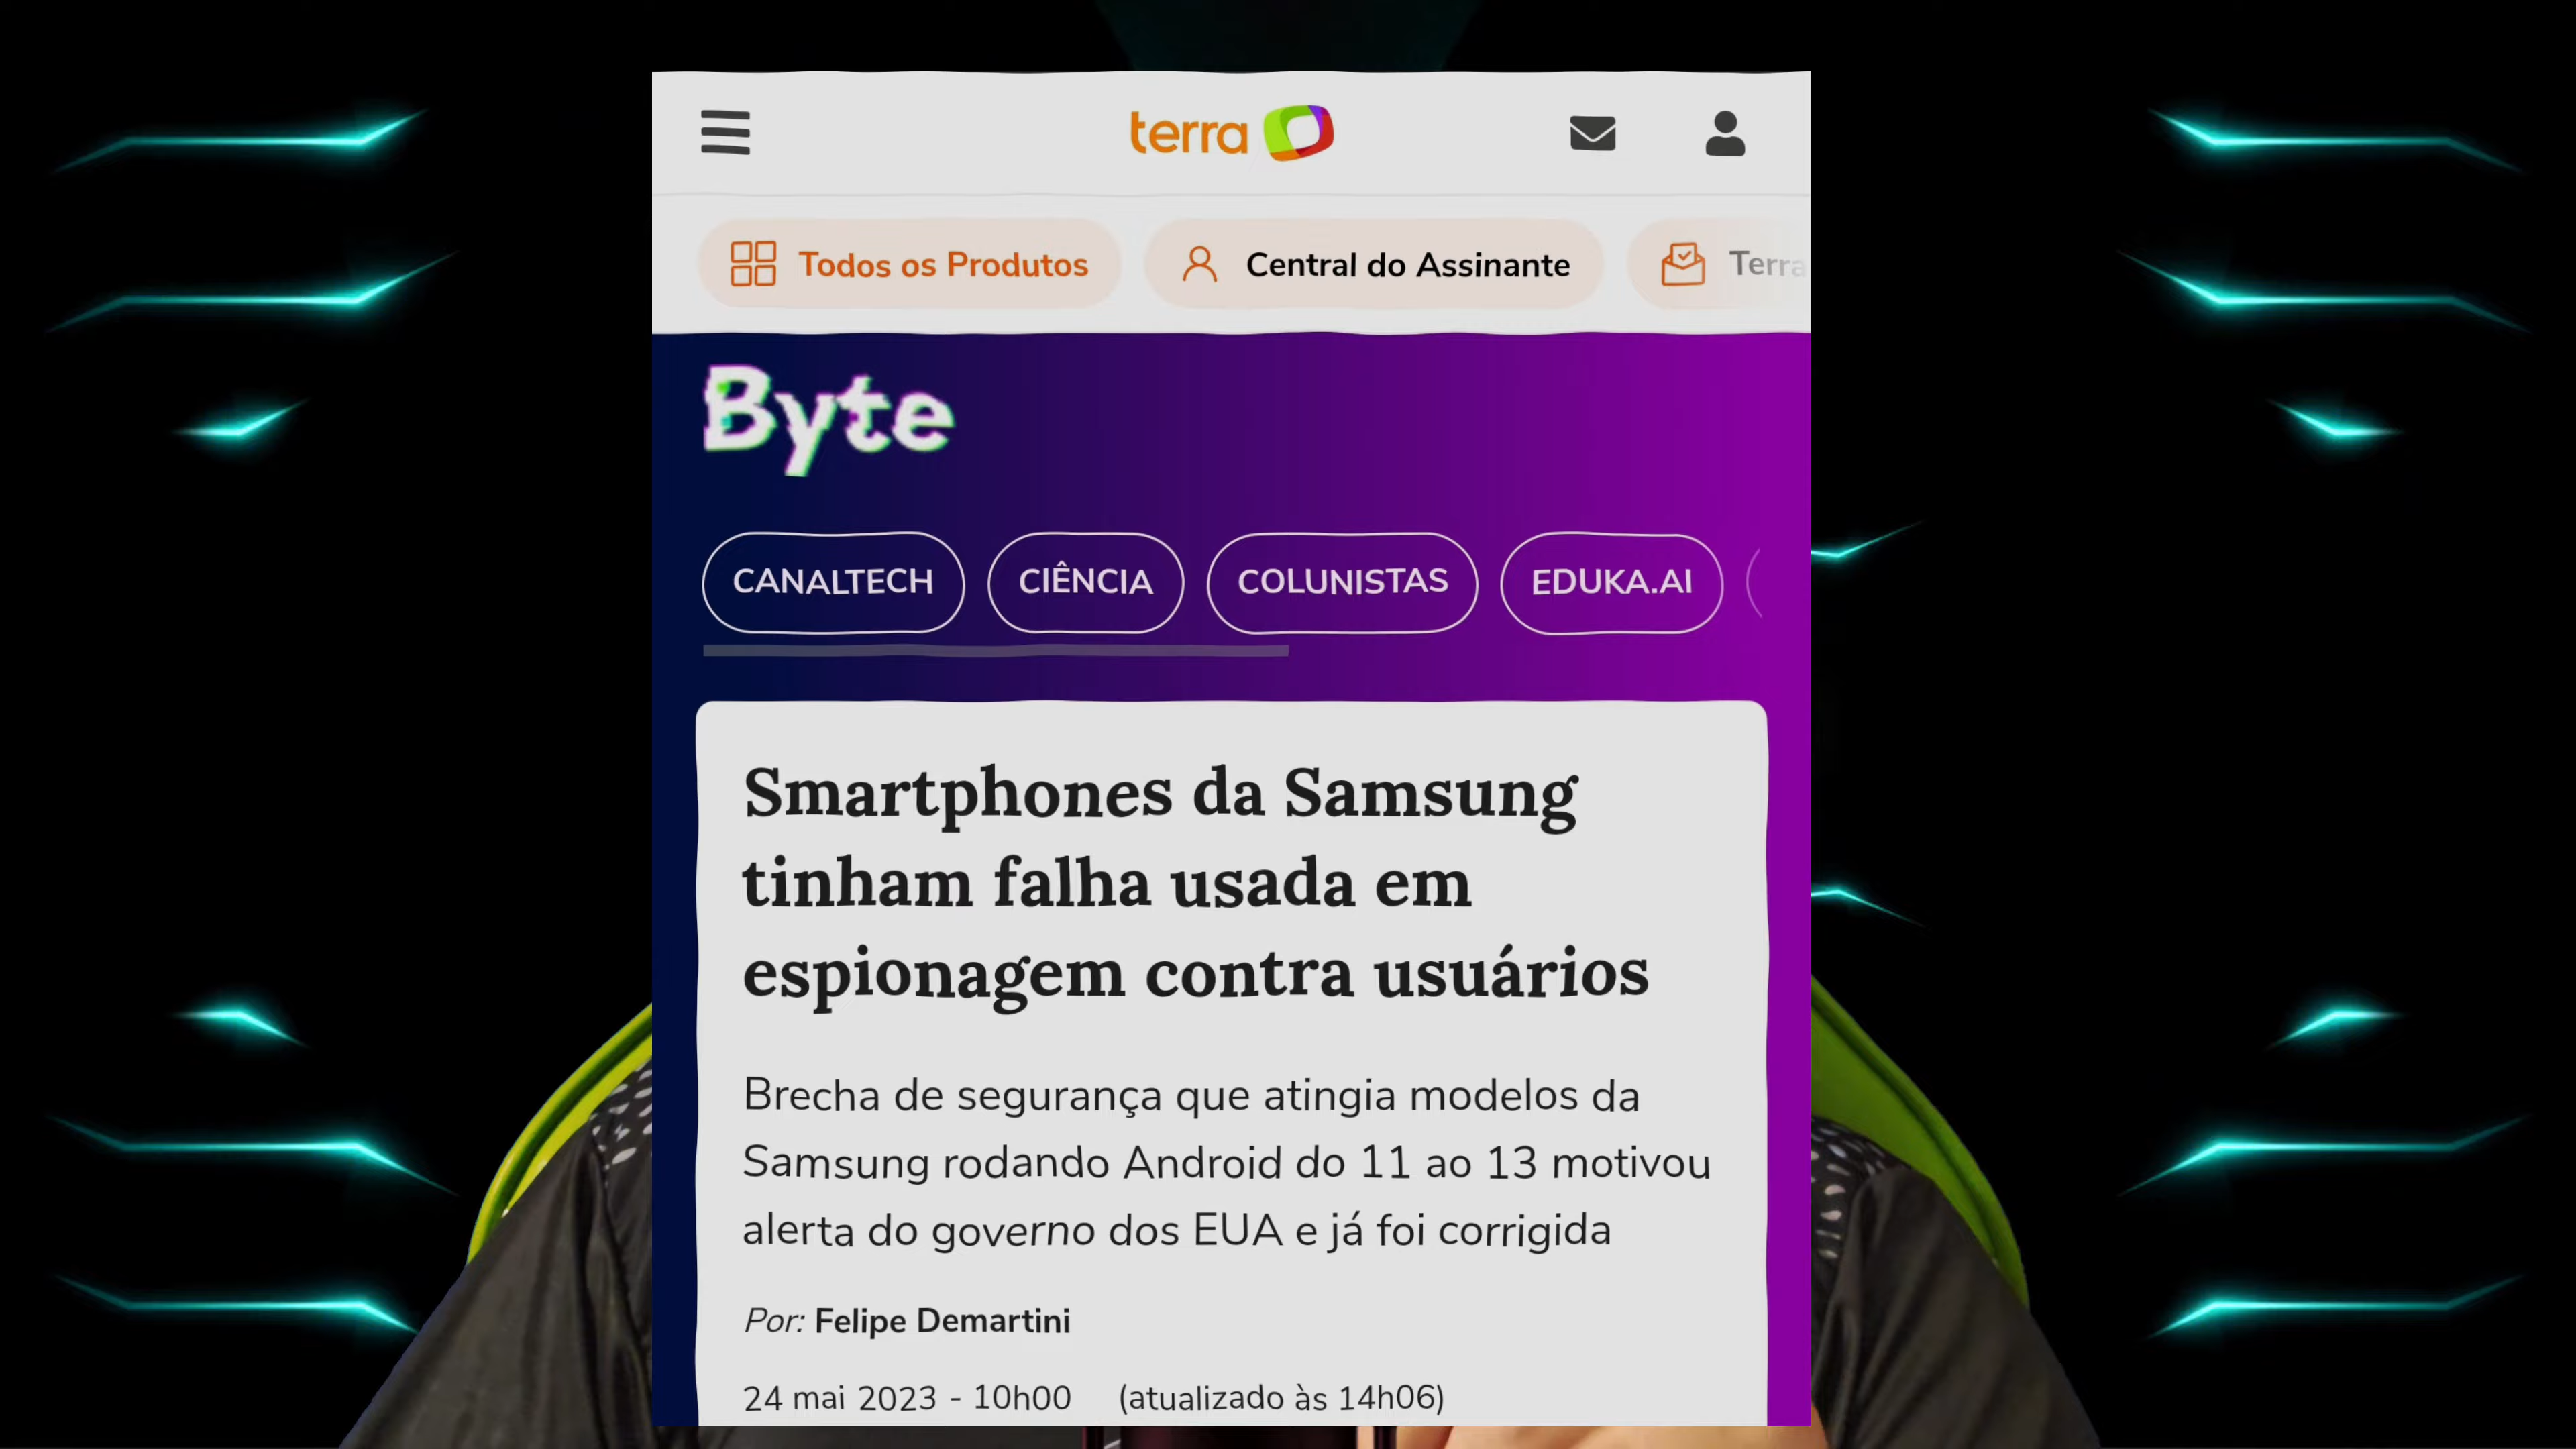 terra
Todos os Produtos
Central do Assinante
Terra
Byte
CANALTECH
CIÊNCIA
COLUNISTAS
EDUKA.AI
Smartphones da Samsung
tinham falha usada em
espionagem contra usuários
Brecha de segurança que atingia modelos da
Samsung rodando Android do 11 ao 13 motivou
alerta do governo dos EUA e já foi corrigida
Por: Felipe Demartini
24 mai 2023 - 10h00 (atualizado às 14h06)